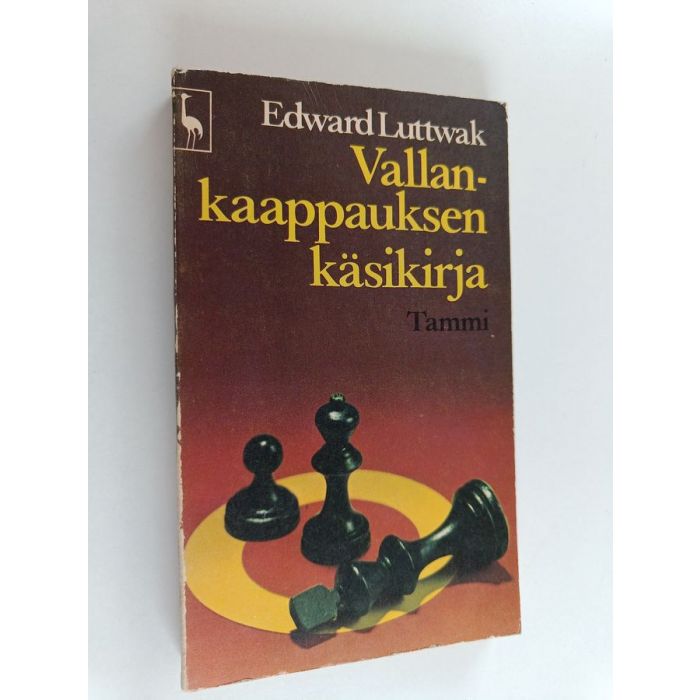 Edward Luttwak
Vallan-
kaappauksen
käsikirja
Tammi